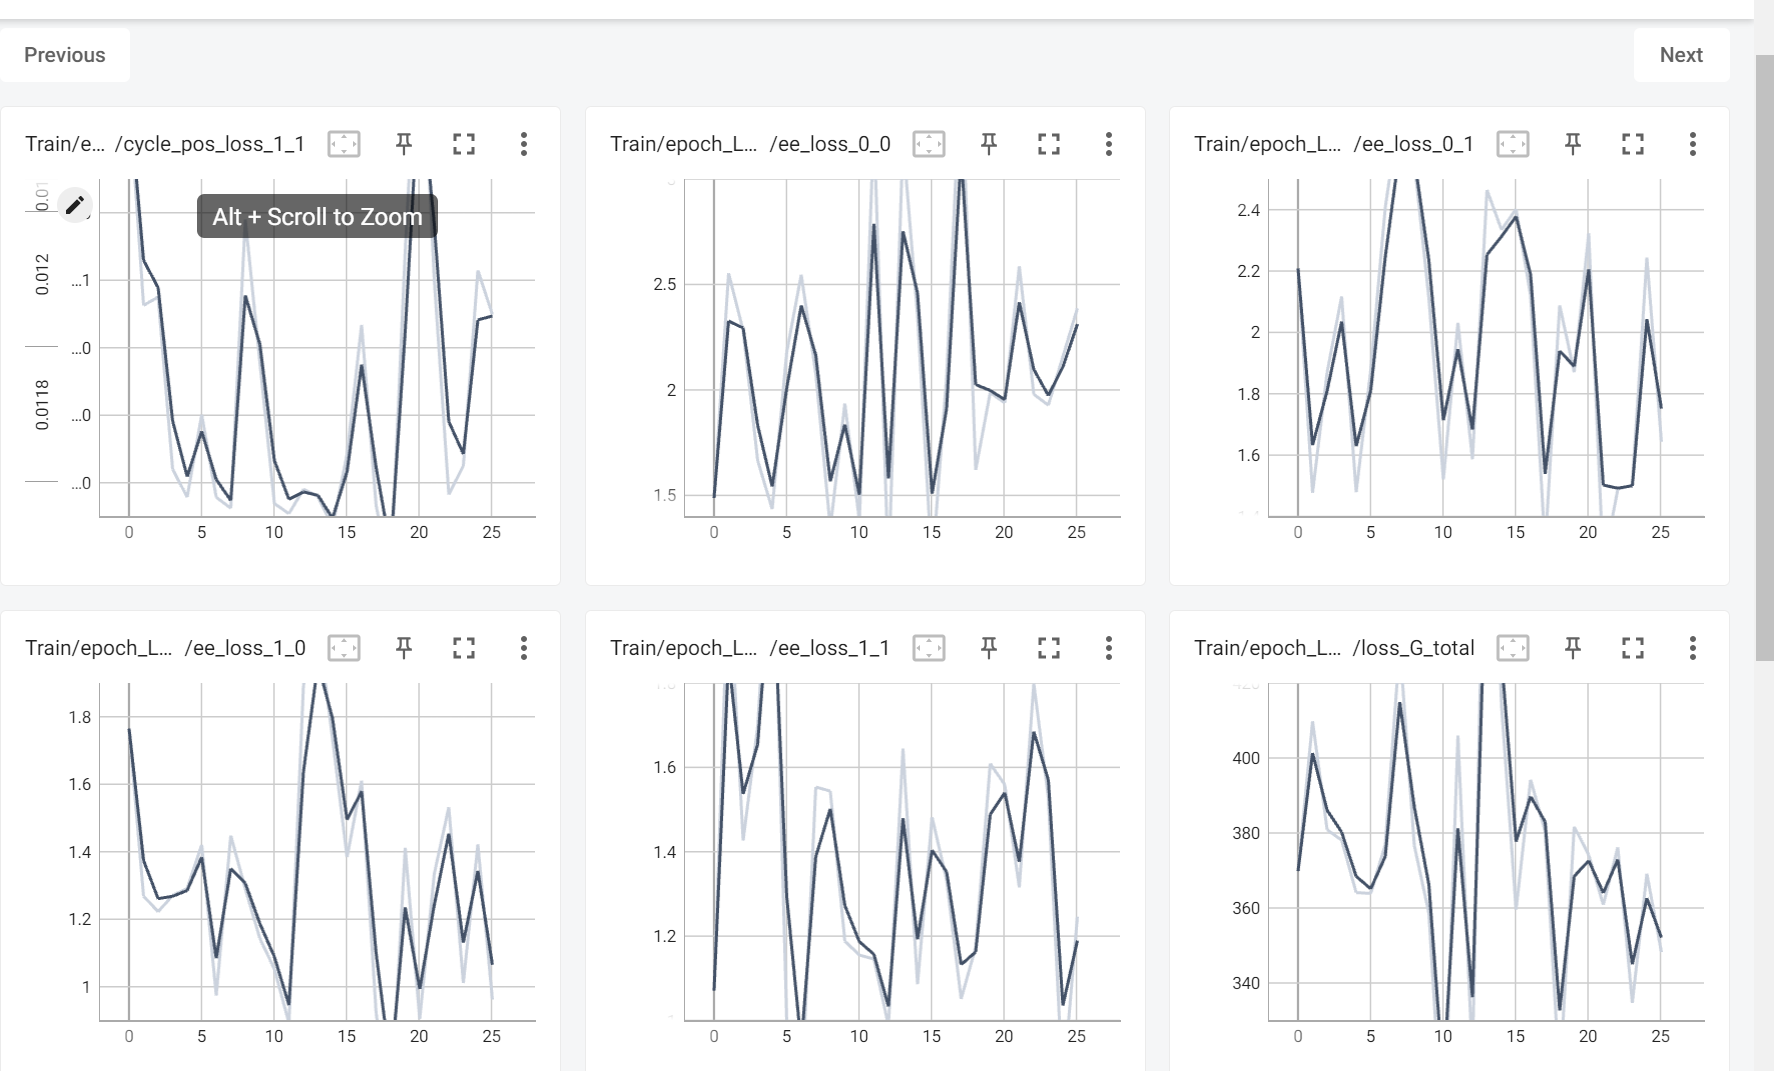 Previous
Next
Train/e... /cycle_pos_loss_1_1
Train/epoch_L... /ee_loss_0_0
Train/epoch_L... /ee_loss_0_1
Alt + Scroll to Zoom
0.01
0.012
0.0118
...1
...0
...0
...0
0 5 10 15 20 25
2.5
2
1.5
0 5 10 15 20 25
2.4
2.2
2
1.8
1.6
0 5 10 15 20 25
Train/epoch_L... /ee_loss_1_0
Train/epoch_L... /ee_loss_1_1
Train/epoch_L... /loss_G_total
1.8
1.6
1.4
1.2
1
0 5 10 15 20 25
1.6
1.4
1.2
0 5 10 15 20 25
400
380
360
340
0 5 10 15 20 25